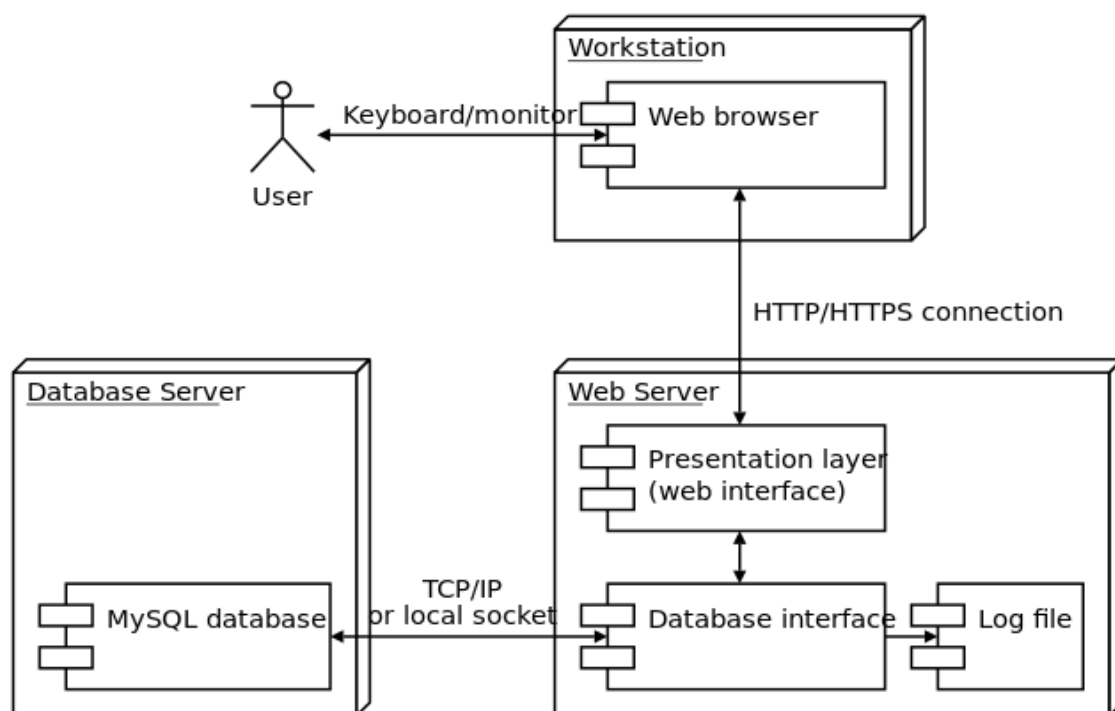 Workstation
Keyboard/monitor
Web browser
User
HTTP/HTTPS connection
Database Server
Web Server
Presentation layer
(web interface)
TCP/IP
or local socket
MySQL database
Database interface
Log file